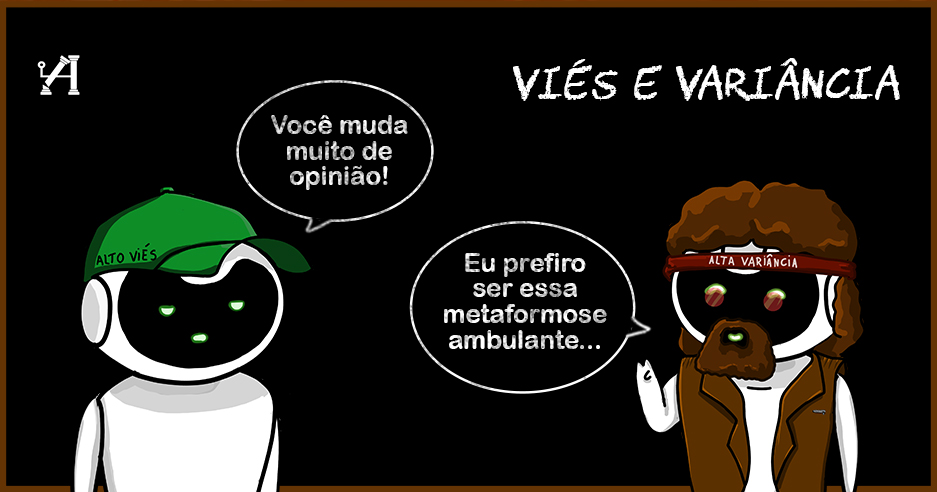 A
VIÉS E VARIÂNCIA
Você muda
muito de
opinião!
ALTO VIÉS
Eu prefiro
ser essa
metaformose
ambulante...
ALTA VARIÂNCIA